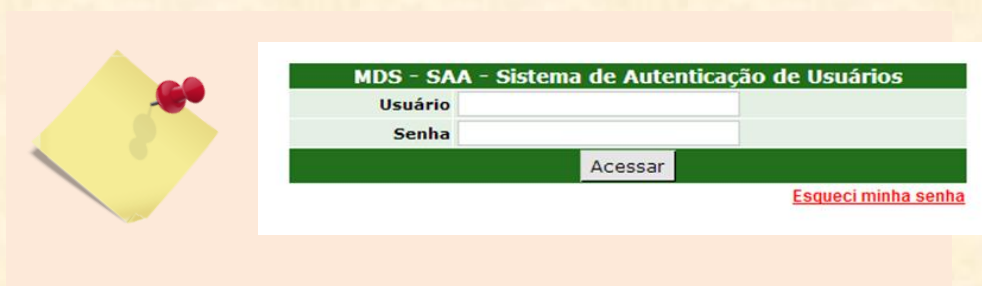 MDS - SAA - Sistema de Autenticação de Usuários
Usuário
Senha
Acessar
Esqueci minha senha